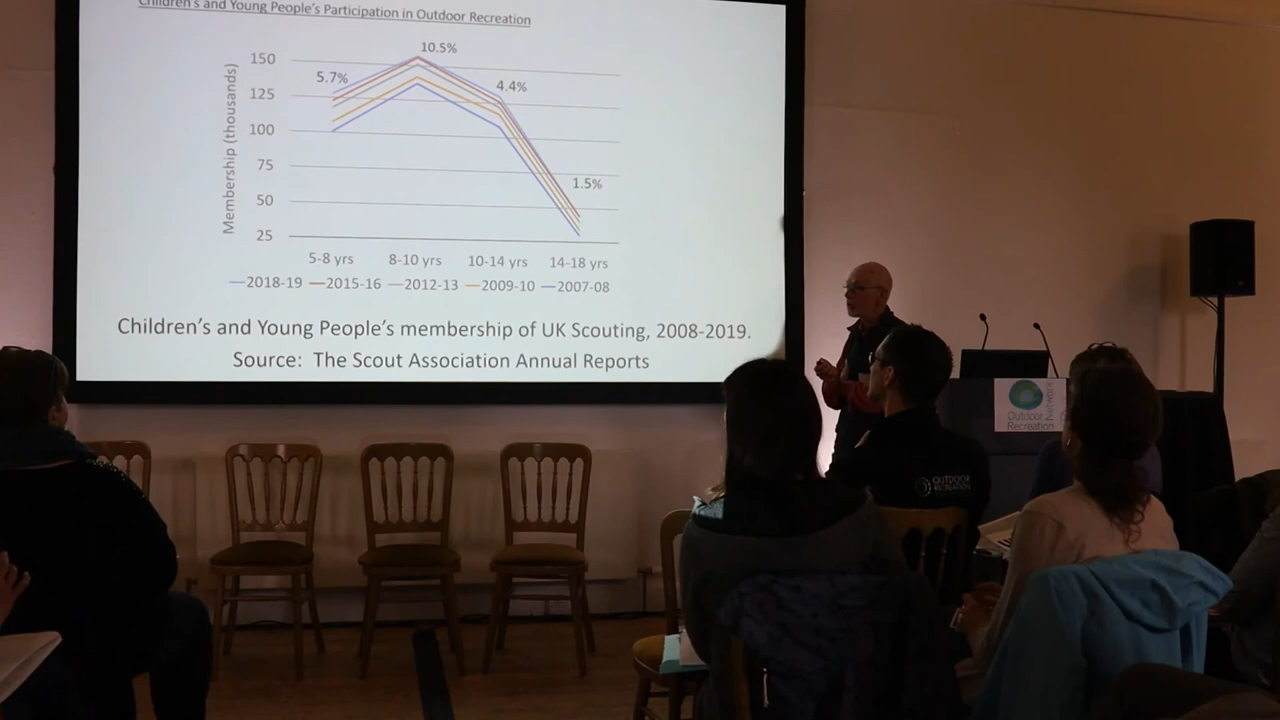 Children's and Young People's Participation in Outdoor Recreation
Membership (thousands)
150
125
100
75
50
25
5.7%
10.5%
4.4%
1.5%
5-8 yrs
8-10 yrs
10-14 yrs
14-18 yrs
2018-19
2015-16
2012-13
2009-10
2007-08
Children's and Young People's membership of UK Scouting, 2008-2019.
Source: The Scout Association Annual Reports
Outdoor
Recreation
Network
OUTDOOR
RECREATION